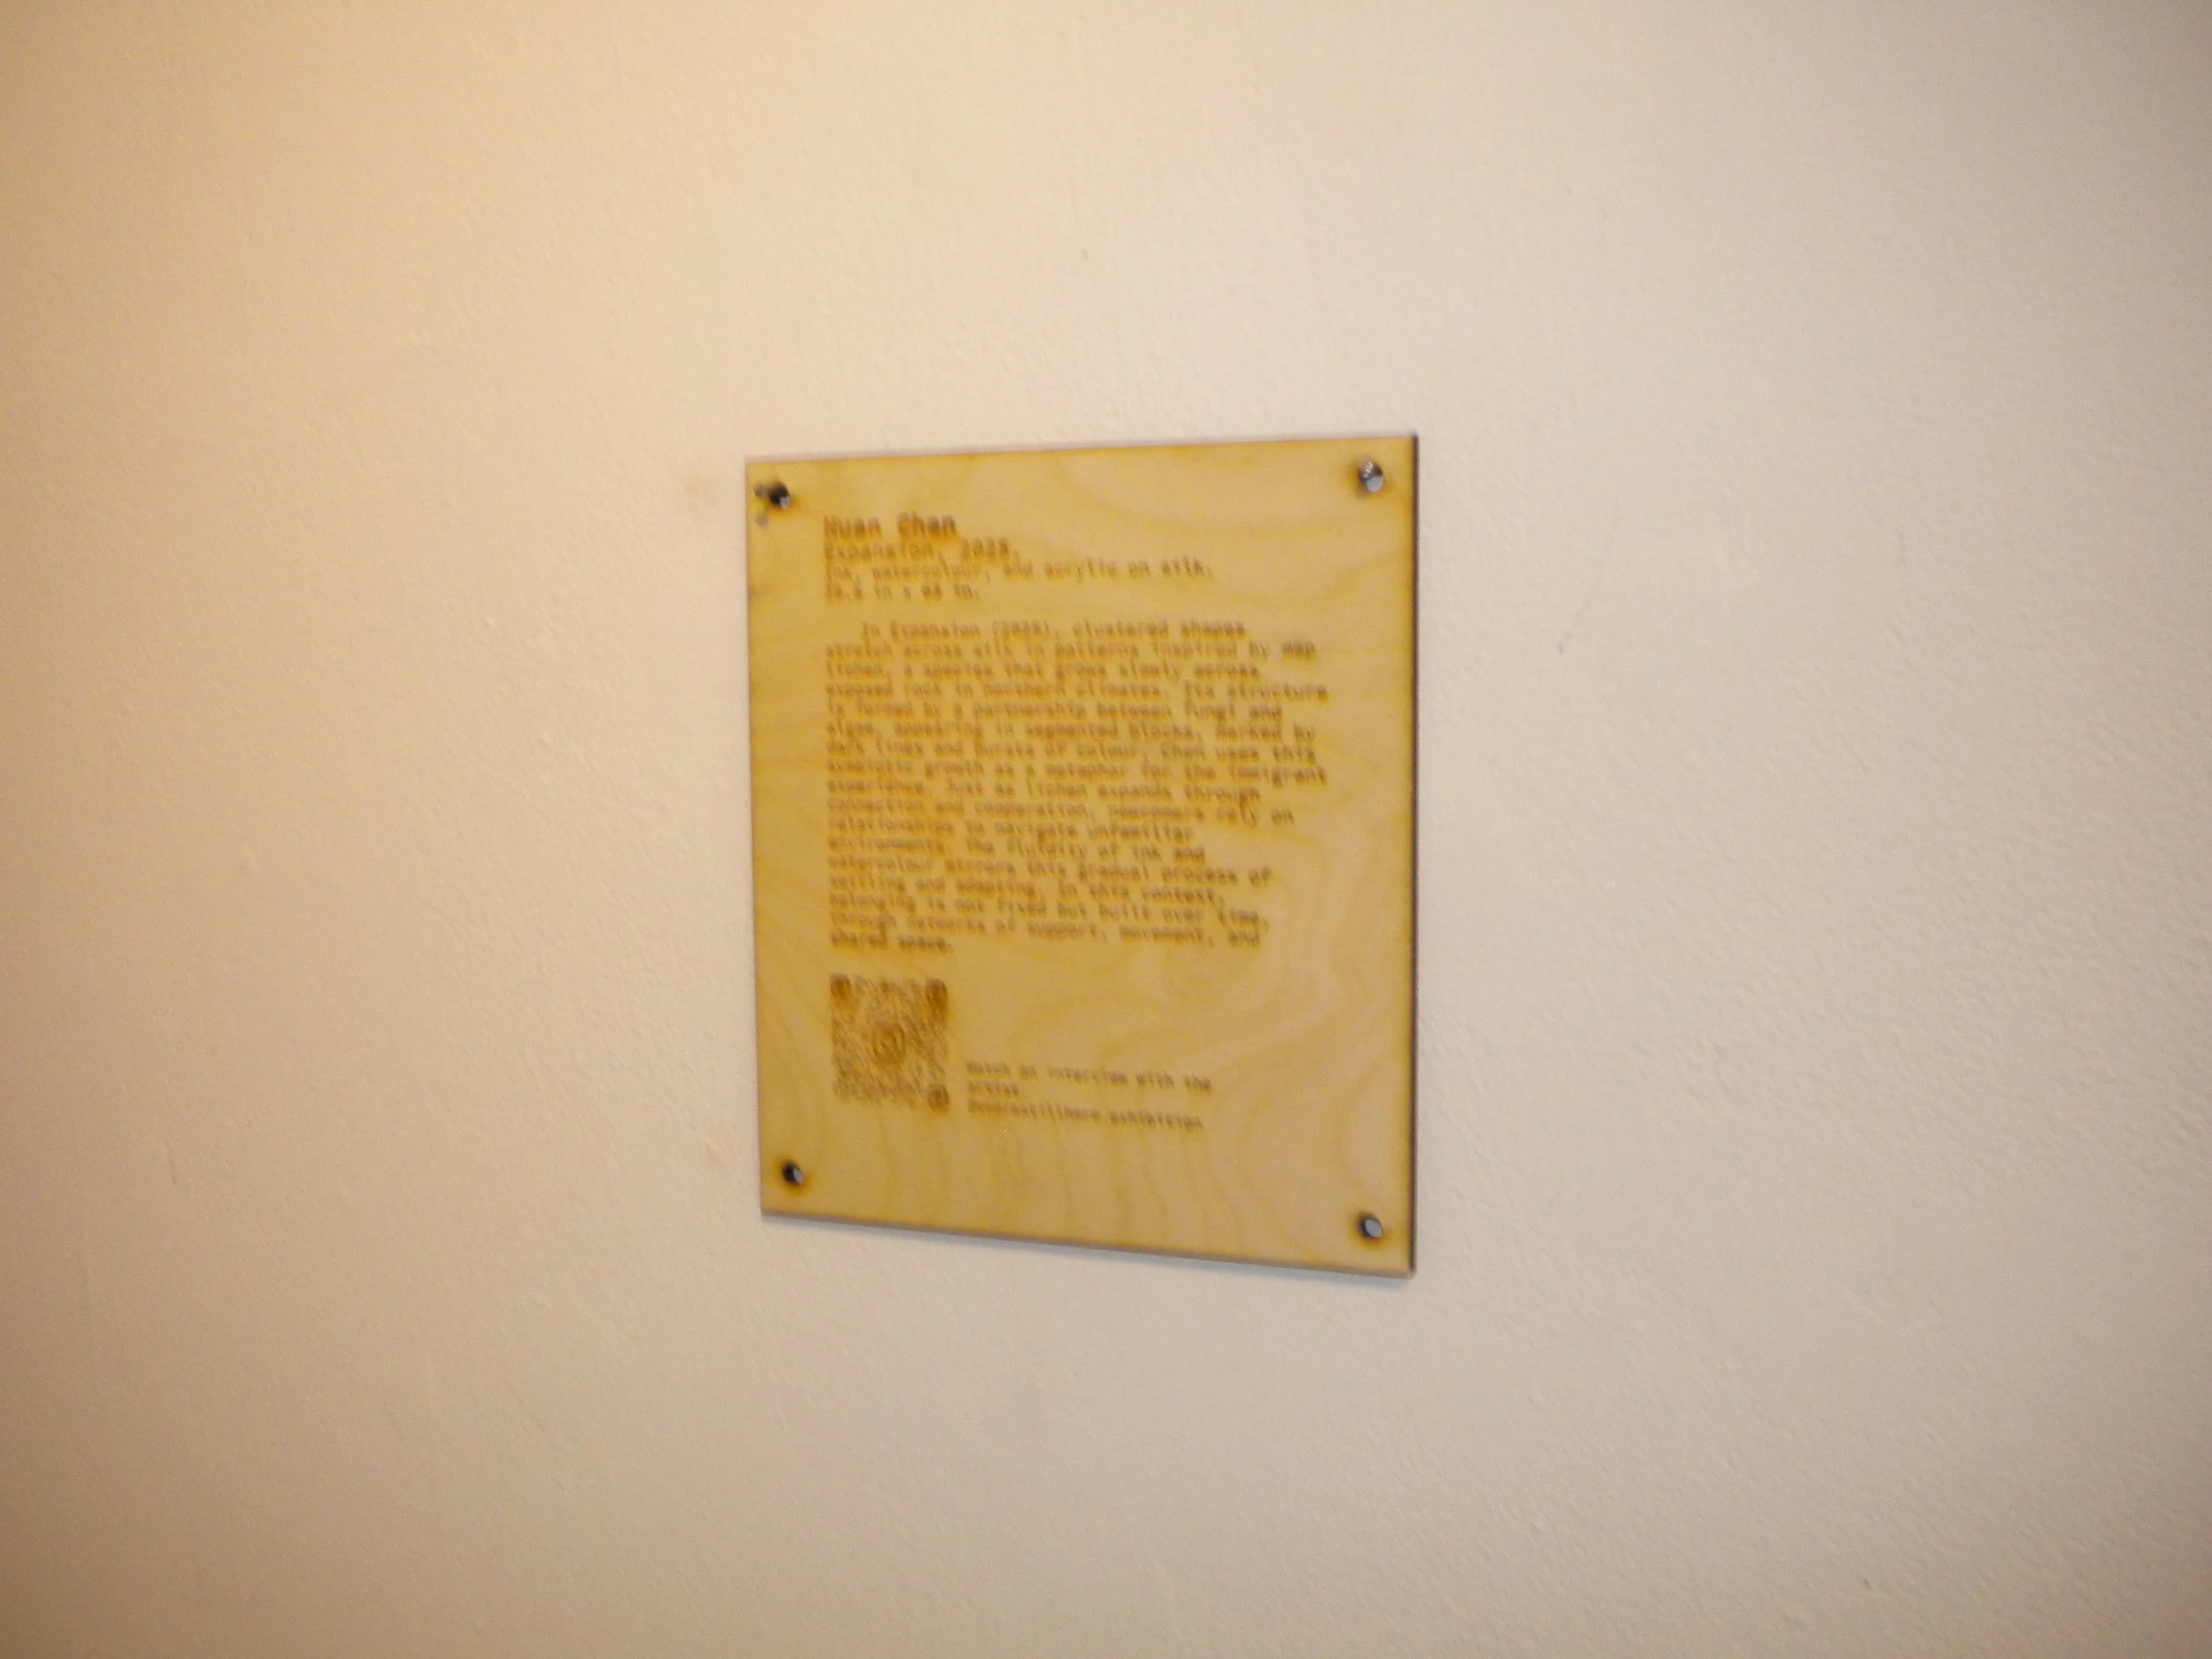 Huan Chen
Expansion, 2025.
Ink, watercolour, and acrylic on silk.
in x 63 in.
In Expansion (2025), clustered shapes
stretch across silk in patterns inspired by map
lichen, a species that grows slowly across
exposed rock in northern climates. Its structure
is formed by a partnership between fungi and
algae, appearing in segmented blocks, marked by
dark lines and bursts of colour. Chen uses this
symbiotic growth as a metaphor for the immigrant
experience. Just as lichen expands through
connection and cooperation, newcomers rely on
relationships to navigate unfamiliar
environments. The fluidity of ink and
watercolour mirrors this gradual process of
settling and adapting. In this context,
belonging is not fixed but built over time,
through networks of support, movement, and
shared space.
Watch an interview with the
artist